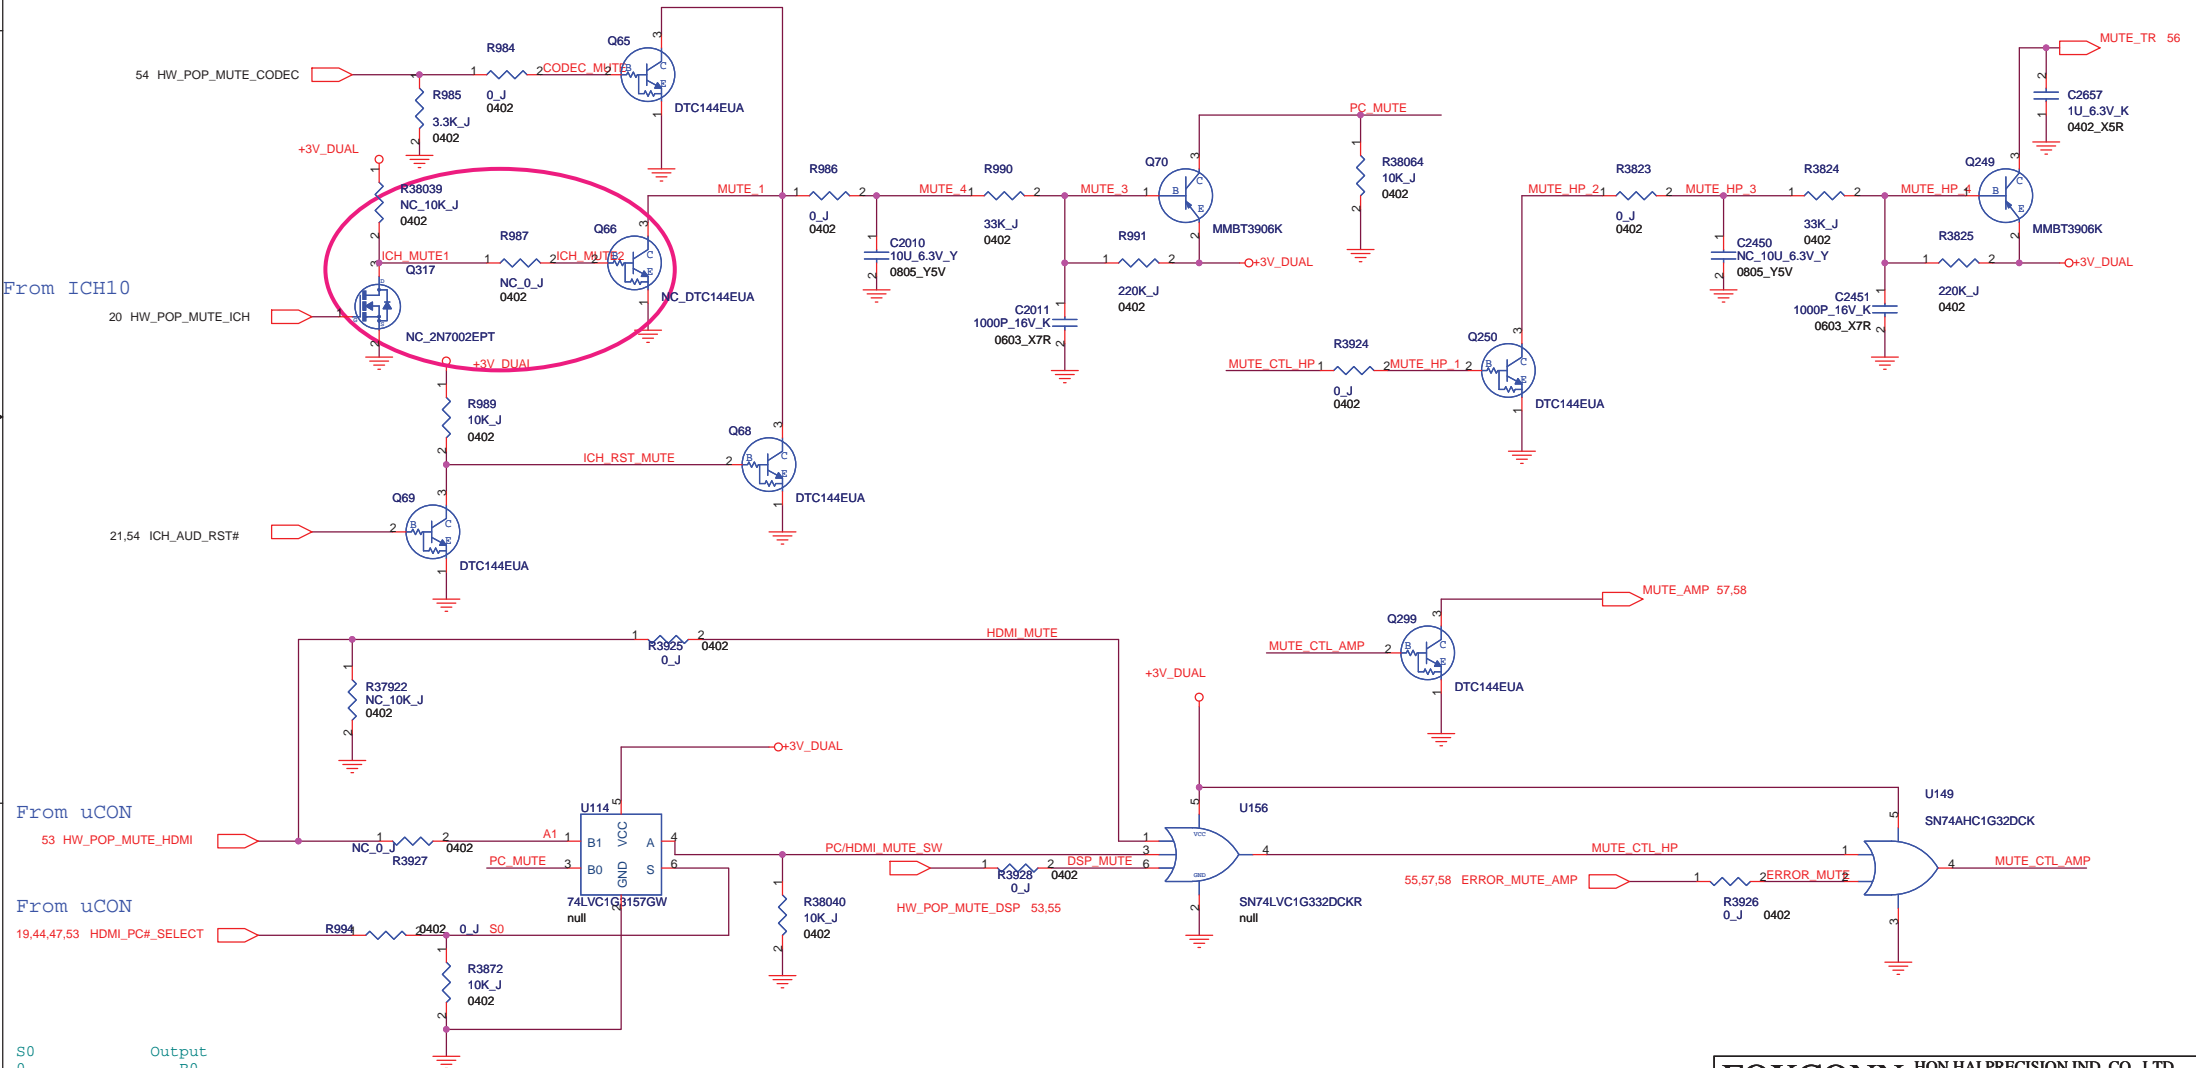 54 HW_POP_MUTE_CODEC
R984
0_J
0402
CODEC_MUTE
Q65
DTC144EUA
R985
3.3K_J
0402
+3V_DUAL
R38039
NC_10K_J
0402
ICH_MUTE1
Q317
NC_2N7002EPT
R987
NC_0_J
0402
ICH_MUTE2
Q66
NC_DTC144EUA
From ICH10
20 HW_POP_MUTE_ICH
+3V_DUAL
R989
10K_J
0402
ICH_RST_MUTE
Q68
DTC144EUA
Q69
DTC144EUA
21,54 ICH_AUD_RST#
MUTE_1
R986
0_J
0402
C2010
10U_6.3V_Y
0805_Y5V
MUTE_4
R990
33K_J
0402
MUTE_3
C2011
1000P_16V_K
0603_X7R
R991
220K_J
0402
Q70
MMBT3906K
+3V_DUAL
PC_MUTE
R38064
10K_J
0402
MUTE_CTL_HP
R3924
0_J
0402
MUTE_HP_1
Q250
DTC144EUA
MUTE_HP_2
R3823
0_J
0402
MUTE_HP_3
C2450
NC_10U_6.3V_Y
0805_Y5V
R3824
33K_J
0402
MUTE_HP_4
C2451
1000P_16V_K
0603_X7R
R3825
220K_J
0402
Q249
MMBT3906K
+3V_DUAL
MUTE_TR 56
C2657
1U_6.3V_K
0402_X5R
MUTE_CTL_AMP
Q299
DTC144EUA
MUTE_AMP 57,58
R3925
0_J
0402
HDMI_MUTE
R37922
NC_10K_J
0402
+3V_DUAL
From uCON
53 HW_POP_MUTE_HDMI
NC_0_J
R3927
0402
A1
PC_MUTE
U114
B1
B0
VCC
GND
A
S
74LVC1G3157GW
null
From uCON
19,44,47,53 HDMI_PC#_SELECT
R994
0402
0_J
S0
R3872
10K_J
0402
PC/HDMI_MUTE_SW
R38040
10K_J
0402
HW_POP_MUTE_DSP 53,55
R3928
0_J
0402
DSP_MUTE
+3V_DUAL
U156
VCC
GND
SN74LVC1G332DCKR
null
MUTE_CTL_HP
55,57,58 ERROR_MUTE_AMP
R3926
0_J 0402
ERROR_MUTE
U149
SN74AHC1G32DCK
MUTE_CTL_AMP
S0 Output
FOXCONN HON HAI PRECISION IND. CO., LTD.